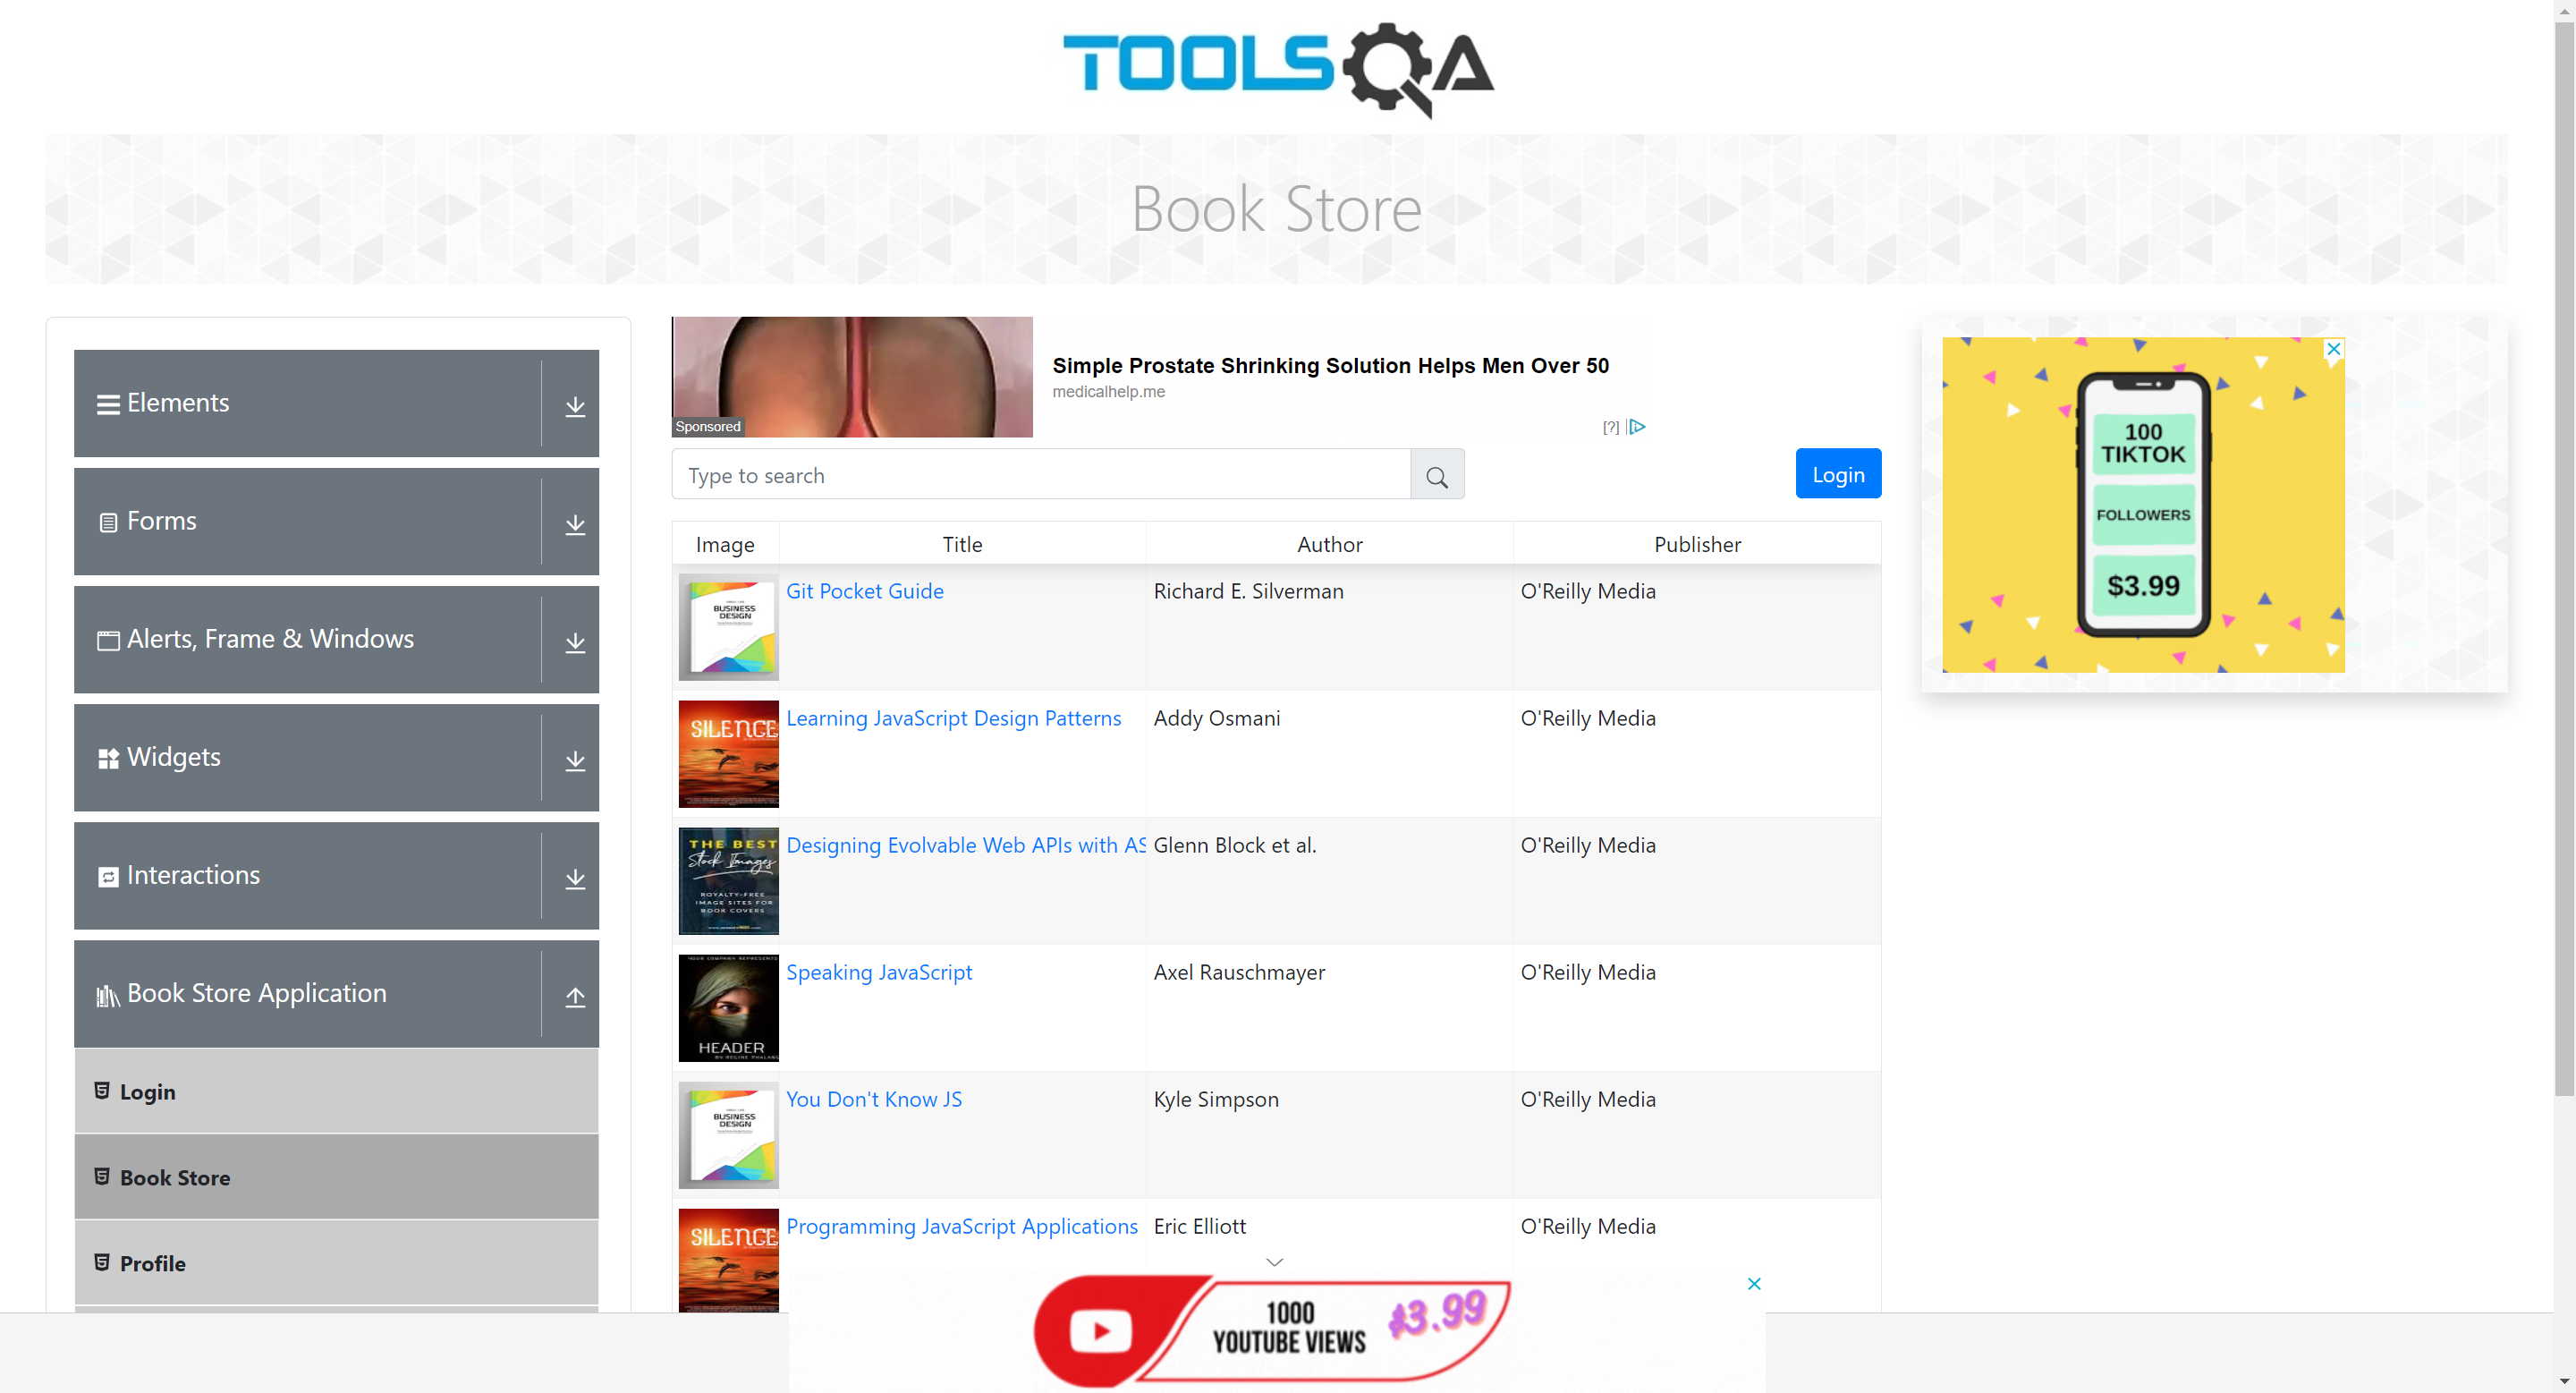 TOOLSQA
Book Store
Elements
Forms
Alerts, Frame & Windows
Widgets
Interactions
Book Store Application
Login
Book Store
Profile
Simple Prostate Shrinking Solution Helps Men Over 50
medicalhelp.me
Sponsored
[?]
Type to search
Login
Image Title Author Publisher
BUSINESS
DESIGN
Git Pocket Guide Richard E. Silverman O'Reilly Media
SILENCE
Learning JavaScript Design Patterns Addy Osmani O'Reilly Media
THE BEST
Stock Images
ROYALTY-FREE
IMAGE SITES FOR
BOOK COVERS
Designing Evolvable Web APIs with AS Glenn Block et al. O'Reilly Media
HEADER
Speaking JavaScript Axel Rauschmayer O'Reilly Media
BUSINESS
DESIGN
You Don't Know JS Kyle Simpson O'Reilly Media
SILENCE
Programming JavaScript Applications Eric Elliott O'Reilly Media
100
TIKTOK
FOLLOWERS
$3.99
1000
YOUTUBE VIEWS
$3.99